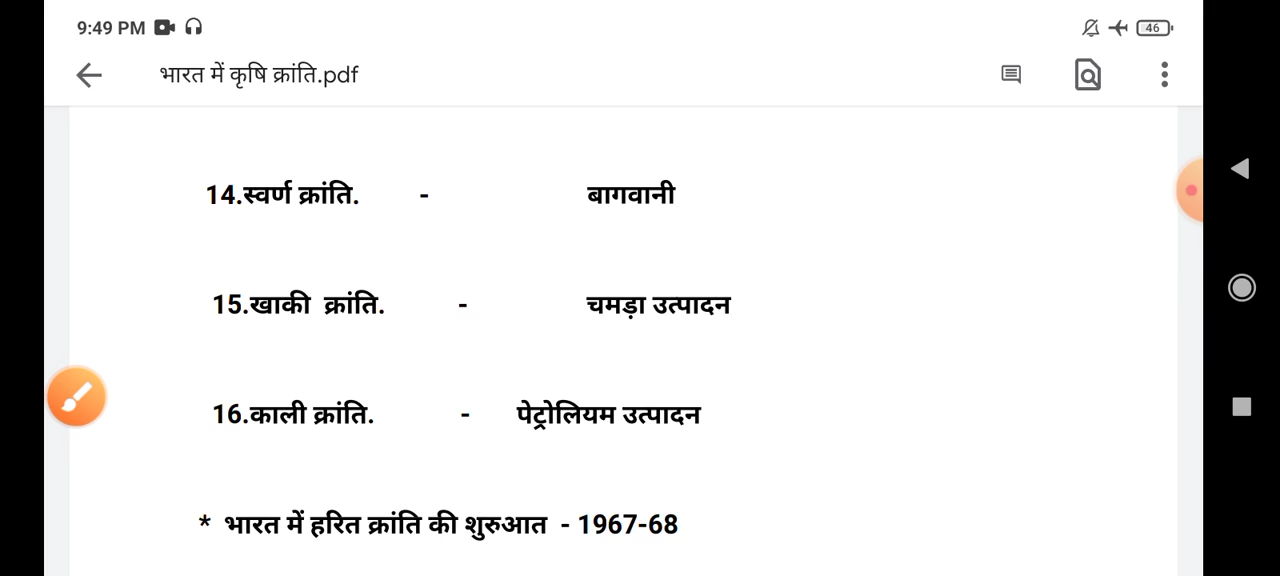 9:49 PM 46
भारत में कृषि क्रांति.pdf
14.स्वर्ण क्रांति. - बागवानी
15.खाकी क्रांति. - चमड़ा उत्पादन
16.काली क्रांति. - पेट्रोलियम उत्पादन
* भारत में हरित क्रांति की शुरुआत - 1967-68